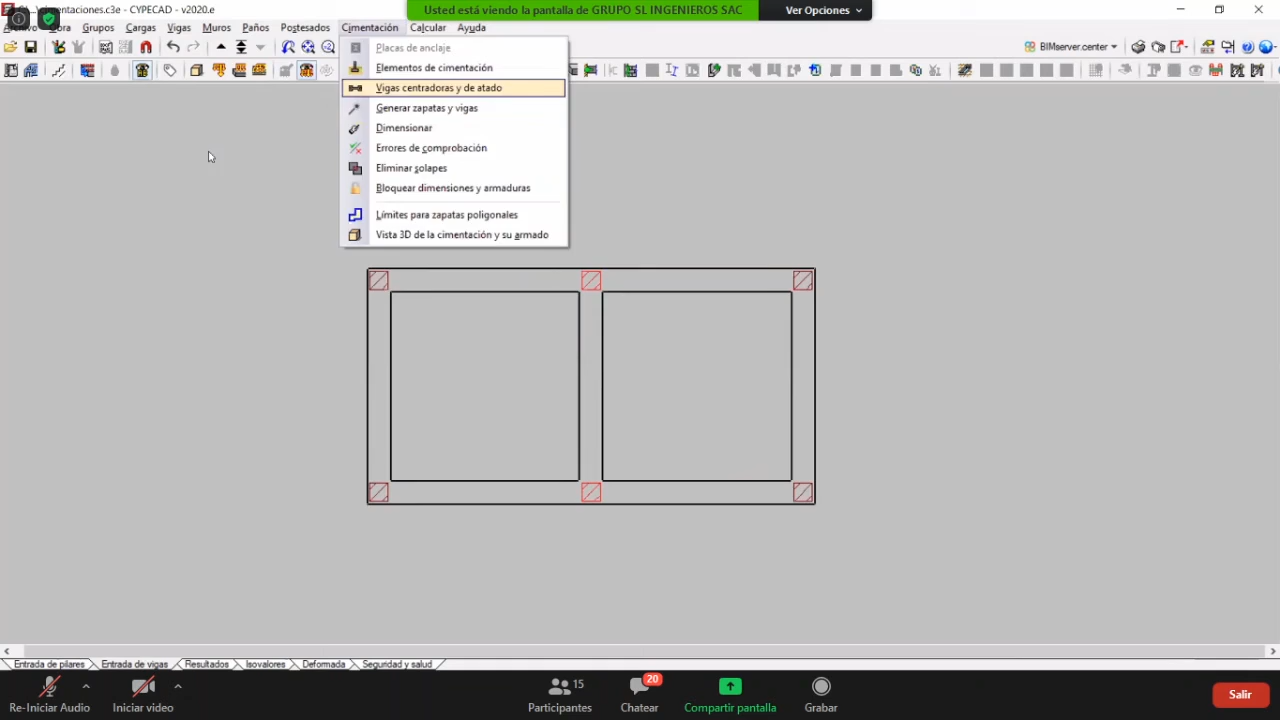 cimentaciones.c3e - CYPECAD - v2020.e
Usted está viendo la pantalla de GRUPO SL INGENIEROS SAC
Ver Opciones
Obra
Grupos
Cargas
Vigas
Muros
Paños
Postesados
Cimentación
Calcular
Ayuda
BIMserver.center
Placas de anclaje
Elementos de cimentación
Vigas centradoras y de atado
Generar zapatas y vigas
Dimensionar
Errores de comprobación
Eliminar solapes
Bloquear dimensiones y armaduras
Límites para zapatas poligonales
Vista 3D de la cimentación y su armado
Entrada de pilares
Entrada de vigas
Resultados
Isovalores
Deformada
Seguridad y salud
Re-Iniciar Audio
Iniciar video
15
Participantes
20
Chatear
Compartir pantalla
Grabar
Salir